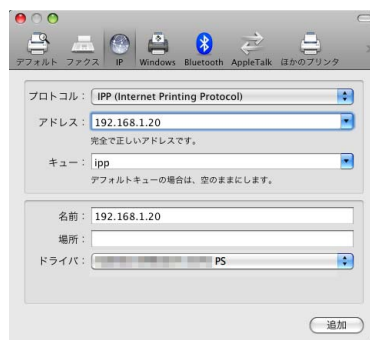 デフォルト ファクス IP Windows Bluetooth AppleTalk ほかのプリンタ
プロトコル： IPP (Internet Printing Protocol)
アドレス： 192.168.1.20
完全で正しいアドレスです。
キュー： ipp
デフォルトキューの場合は、空のままにします。
名前： 192.168.1.20
場所：
ドライバ： PS
追加